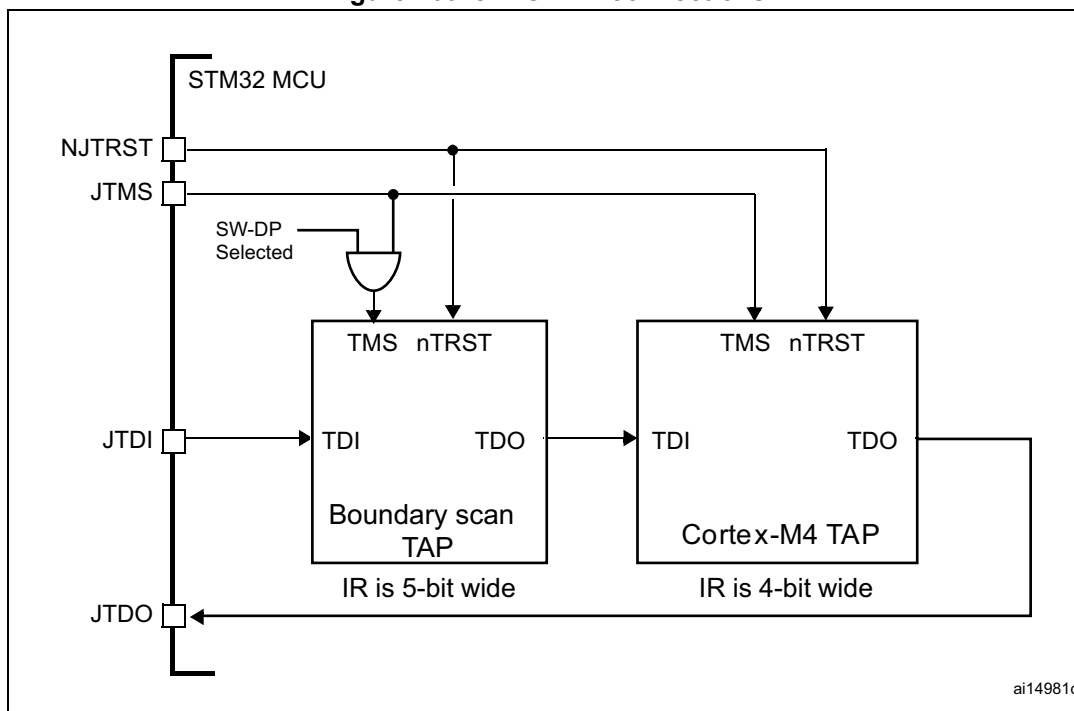 STM32 MCU
NJTRST
JTMS
SW-DP
Selected
TMS nTRST
TMS nTRST
JTDI
TDI
TDO
TDI
TDO
Boundary scan
TAP
Cortex-M4 TAP
IR is 5-bit wide
IR is 4-bit wide
JTDO